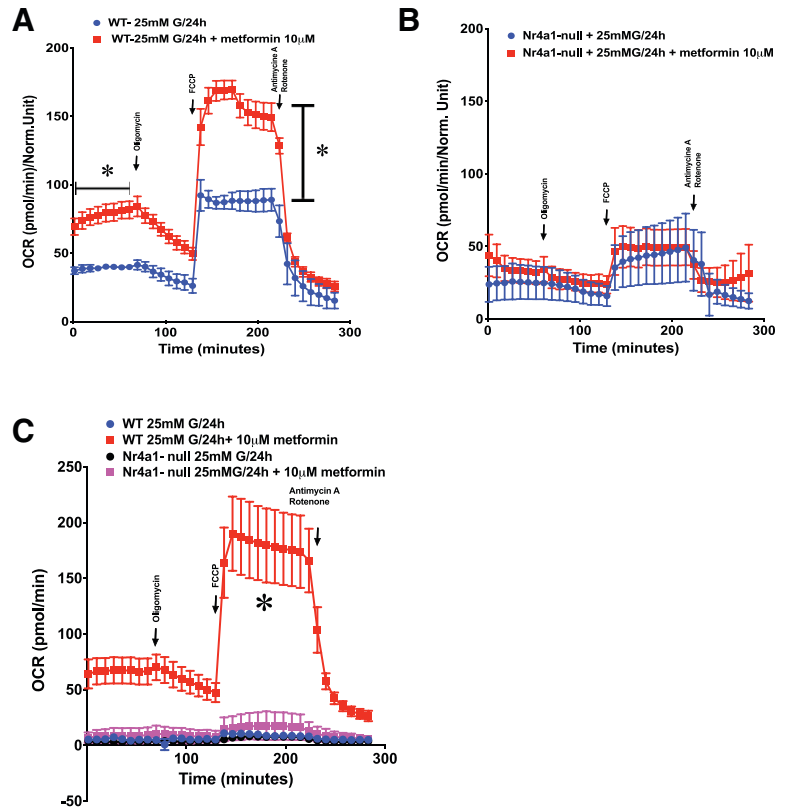 A
WT- 25mM G/24h
WT-25mM G/24h + metformin 10μM
OCR (pmol/min)/Norm.Unit)
200
150
100
50
0
*
Oligomycin
FCCP
Antimycine A
Rotenone
*
0
100
200
300
Time (minutes)
B
Nr4a1-null + 25mMG/24h
Nr4a1-null + 25mMG/24h + metformin 10μM
OCR (pmol/min/Norm. Unit)
200
150
100
50
0
Oligomycin
FCCP
Antimycine A
Rotenone
0
100
200
300
Time (minutes)
C
WT 25mM G/24h
WT 25mM G/24h+ 10μM metformin
Nr4a1- null 25mM G/24h
Nr4a1- null 25mMG/24h + 10μM metformin
OCR (pmol/min)
250
200
150
100
50
0
-50
Oligomycin
FCCP
Antimycin A
Rotenone
*
100
200
300
Time (minutes)